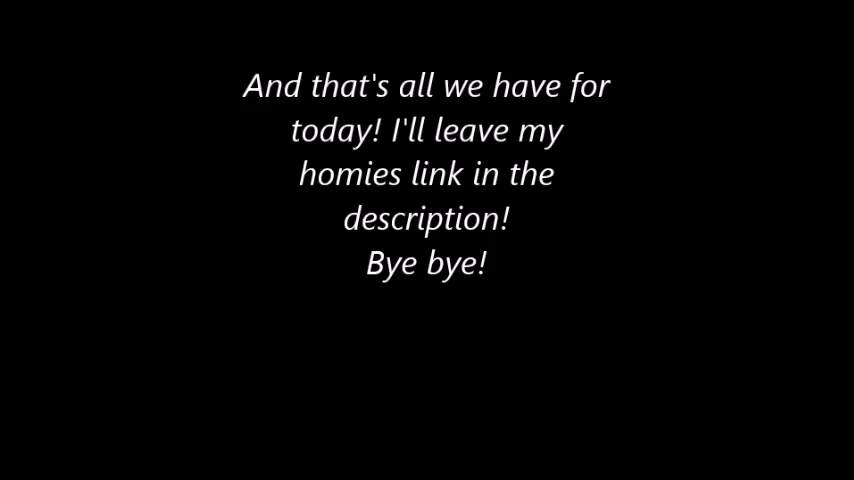 And that's all we have for
today! I'll leave my
homies link in the
description!
Bye bye!